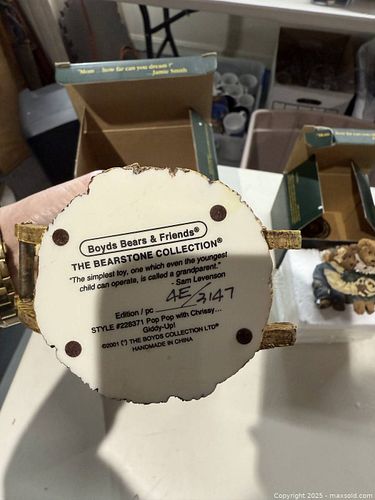 "Mom .. how far can you dream ?"
...Jamie Smith
Boyds Bears & Friends®
THE BEARSTONE COLLECTION®
"The simplest toy, one which even the youngest
child can operate, is called a grandparent."
- Sam Levenson
4E/3147
Edition / pc
STYLE #228371 Pop Pop with Chrissy...
Giddy-Up!
©2001 (") THE BOYDS COLLECTION LTD®
HANDMADE IN CHINA
Copyright 2025 - maxsold.com